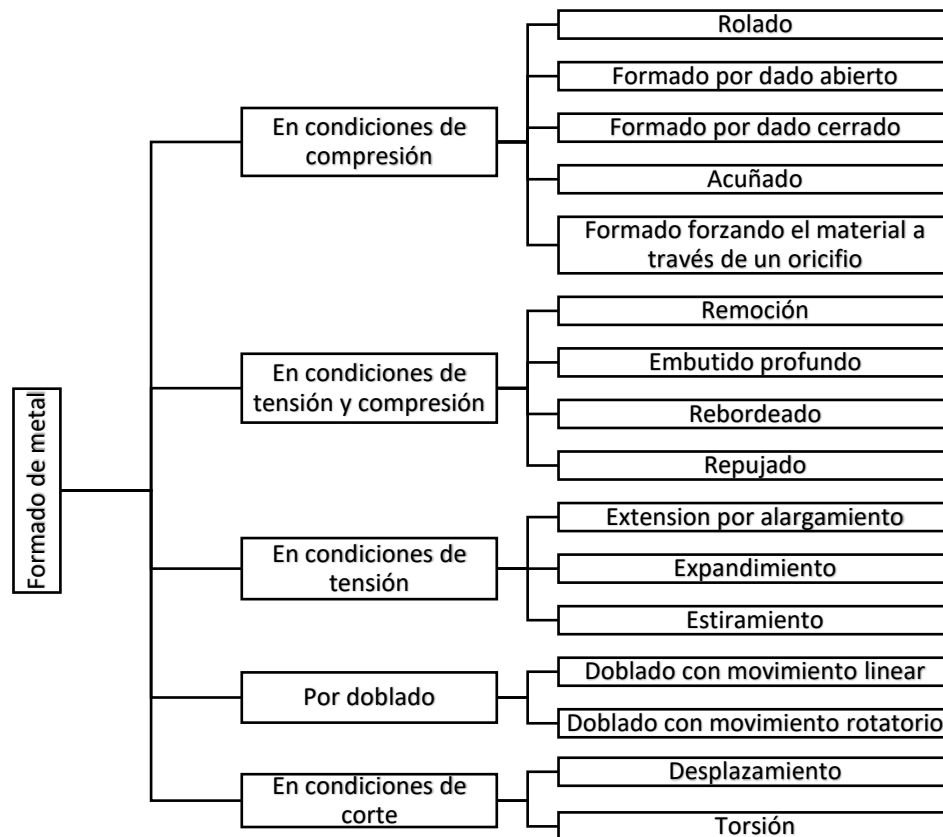 Formado de metal
En condiciones de
compresión
Rolado
Formado por dado abierto
Formado por dado cerrado
Acuñado
Formado forzando el material a
través de un oricifio
En condiciones de
tensión y compresión
Remoción
Embutido profundo
Rebordeado
Repujado
En condiciones de
tensión
Extension por alargamiento
Expandimiento
Estiramiento
Por doblado
Doblado con movimiento linear
Doblado con movimiento rotatorio
En condiciones de
corte
Desplazamiento
Torsión